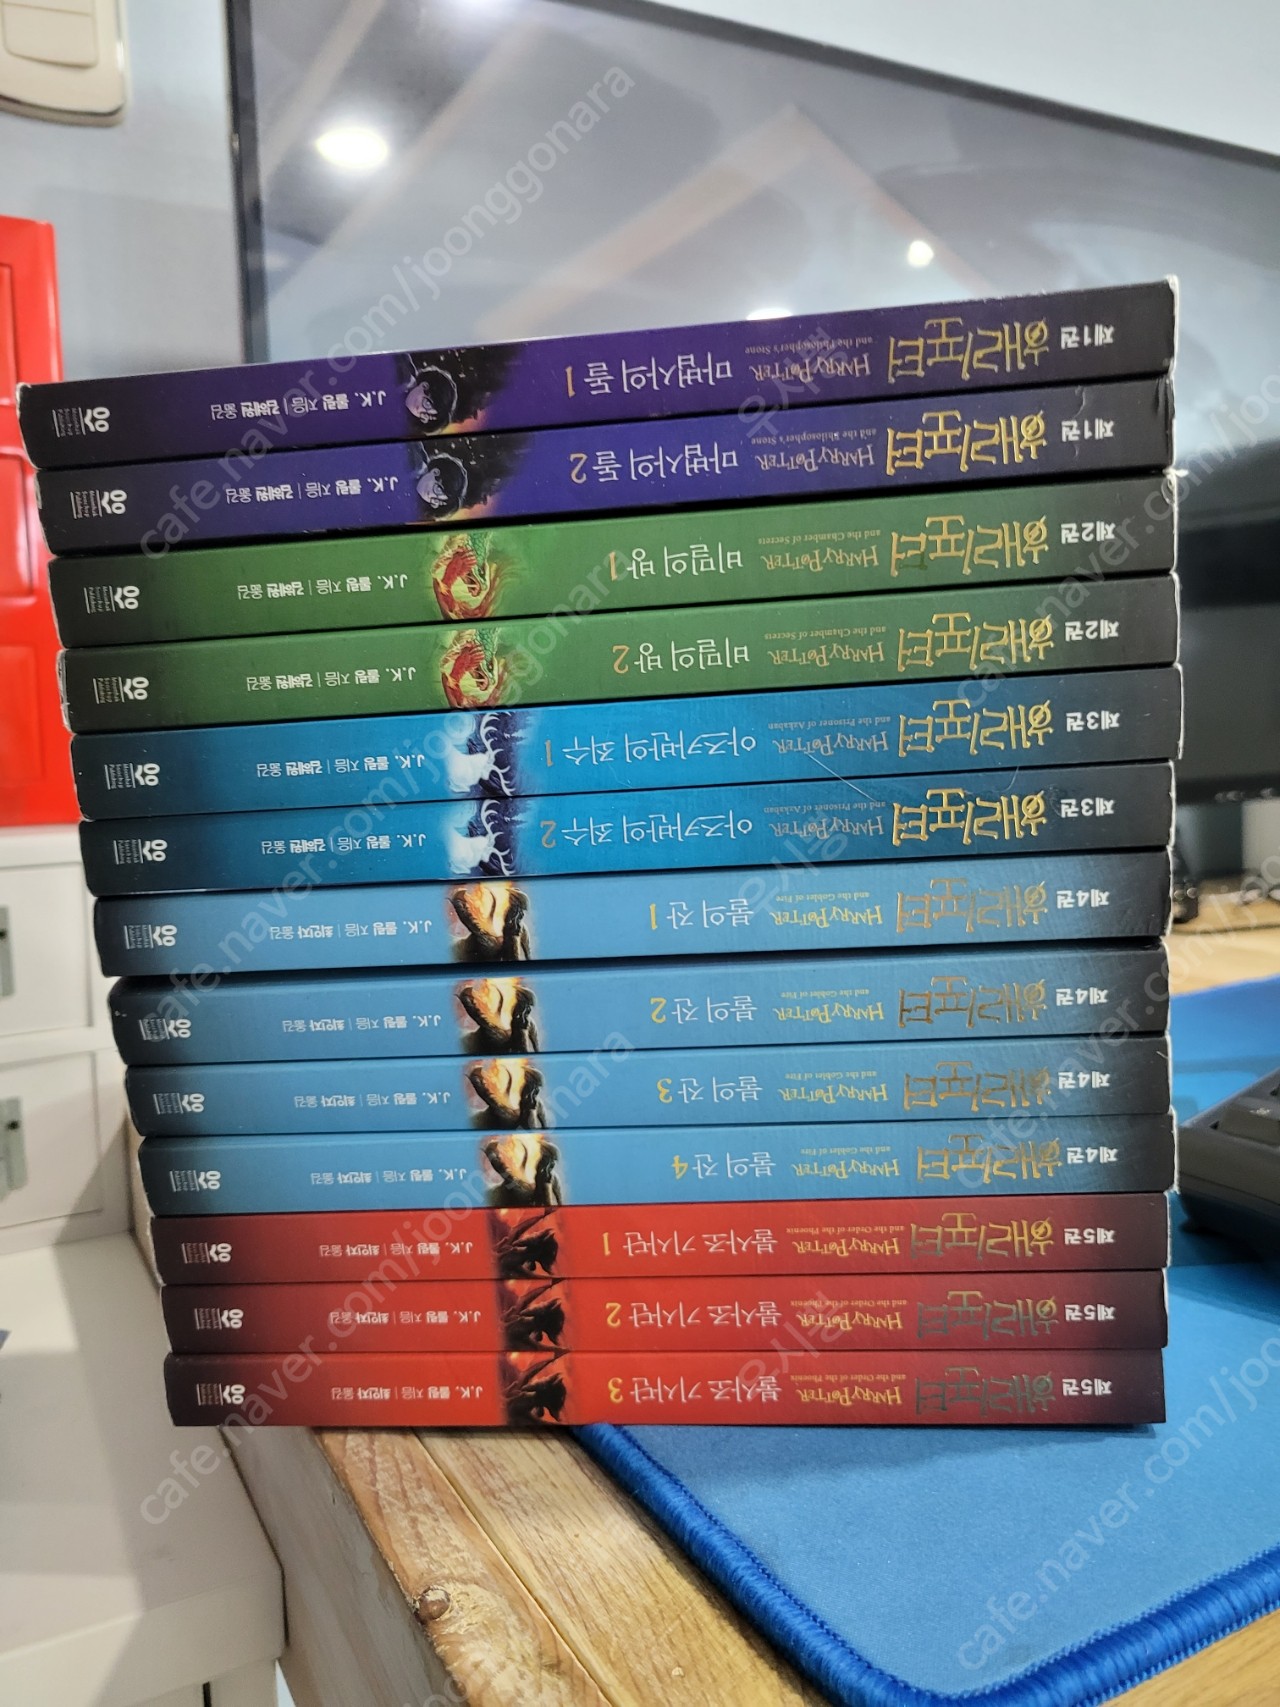 제1권 해리포터 HARRY POTTER and the Philosopher's Stone 마법사의 돌 1 J.K. 롤링 지음 | 김혜원 옮김
제1권 해리포터 HARRY POTTER and the Philosopher's Stone 마법사의 돌 2 J.K. 롤링 지음 | 김혜원 옮김
제2권 해리포터 HARRY POTTER and the Chamber of Secrets 비밀의 방 1 J.K. 롤링 지음 | 김혜원 옮김
제2권 해리포터 HARRY POTTER and the Chamber of Secrets 비밀의 방 2 J.K. 롤링 지음 | 김혜원 옮김
제3권 해리포터 HARRY POTTER and the Prisoner of Azkaban 아즈카반의 죄수 1 J.K. 롤링 지음 | 김혜원 옮김
제3권 해리포터 HARRY POTTER and the Prisoner of Azkaban 아즈카반의 죄수 2 J.K. 롤링 지음 | 김혜원 옮김
제4권 해리포터 HARRY POTTER and the Goblet of Fire 불의 잔 1 J.K. 롤링 지음 | 최인자 옮김
제4권 해리포터 HARRY POTTER and the Goblet of Fire 불의 잔 2 J.K. 롤링 지음 | 최인자 옮김
제4권 해리포터 HARRY POTTER and the Goblet of Fire 불의 잔 3 J.K. 롤링 지음 | 최인자 옮김
제4권 해리포터 HARRY POTTER and the Goblet of Fire 불의 잔 4 J.K. 롤링 지음 | 최인자 옮김
제5권 해리포터 HARRY POTTER and the Order of the Phoenix 불사조 기사단 1 J.K. 롤링 지음 | 최인자 옮김
제5권 해리포터 HARRY POTTER and the Order of the Phoenix 불사조 기사단 2 J.K. 롤링 지음 | 최인자 옮김
제5권 해리포터 HARRY POTTER and the Order of the Phoenix 불사조 기사단 3 J.K. 롤링 지음 | 최인자 옮김
cafe.naver.com/joonggonara